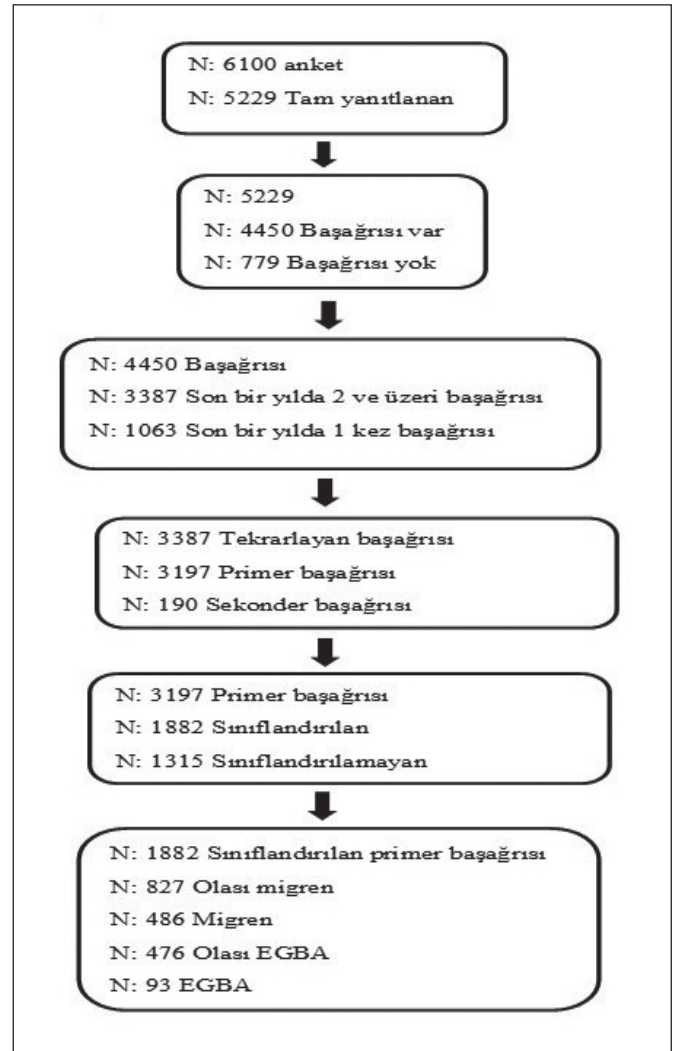 N: 6100 anket
N: 5229 Tam yanıtlanan
N: 5229
N: 4450 Başağrısı var
N: 779 Başağrısı yok
N: 4450 Başağrısı
N: 3387 Son bir yılda 2 ve üzeri başağrısı
N: 1063 Son bir yılda 1 kez başağrısı
N: 3387 Tekrarlayan başağrısı
N: 3197 Primer başağrısı
N: 190 Sekonder başağrısı
N: 3197 Primer başağrısı
N: 1882 Sınıflandırılan
N: 1315 Sınıflandırılamayan
N: 1882 Sınıflandırılan primer başağrısı
N: 827 Olası migren
N: 486 Migren
N: 476 Olası EGBA
N: 93 EGBA